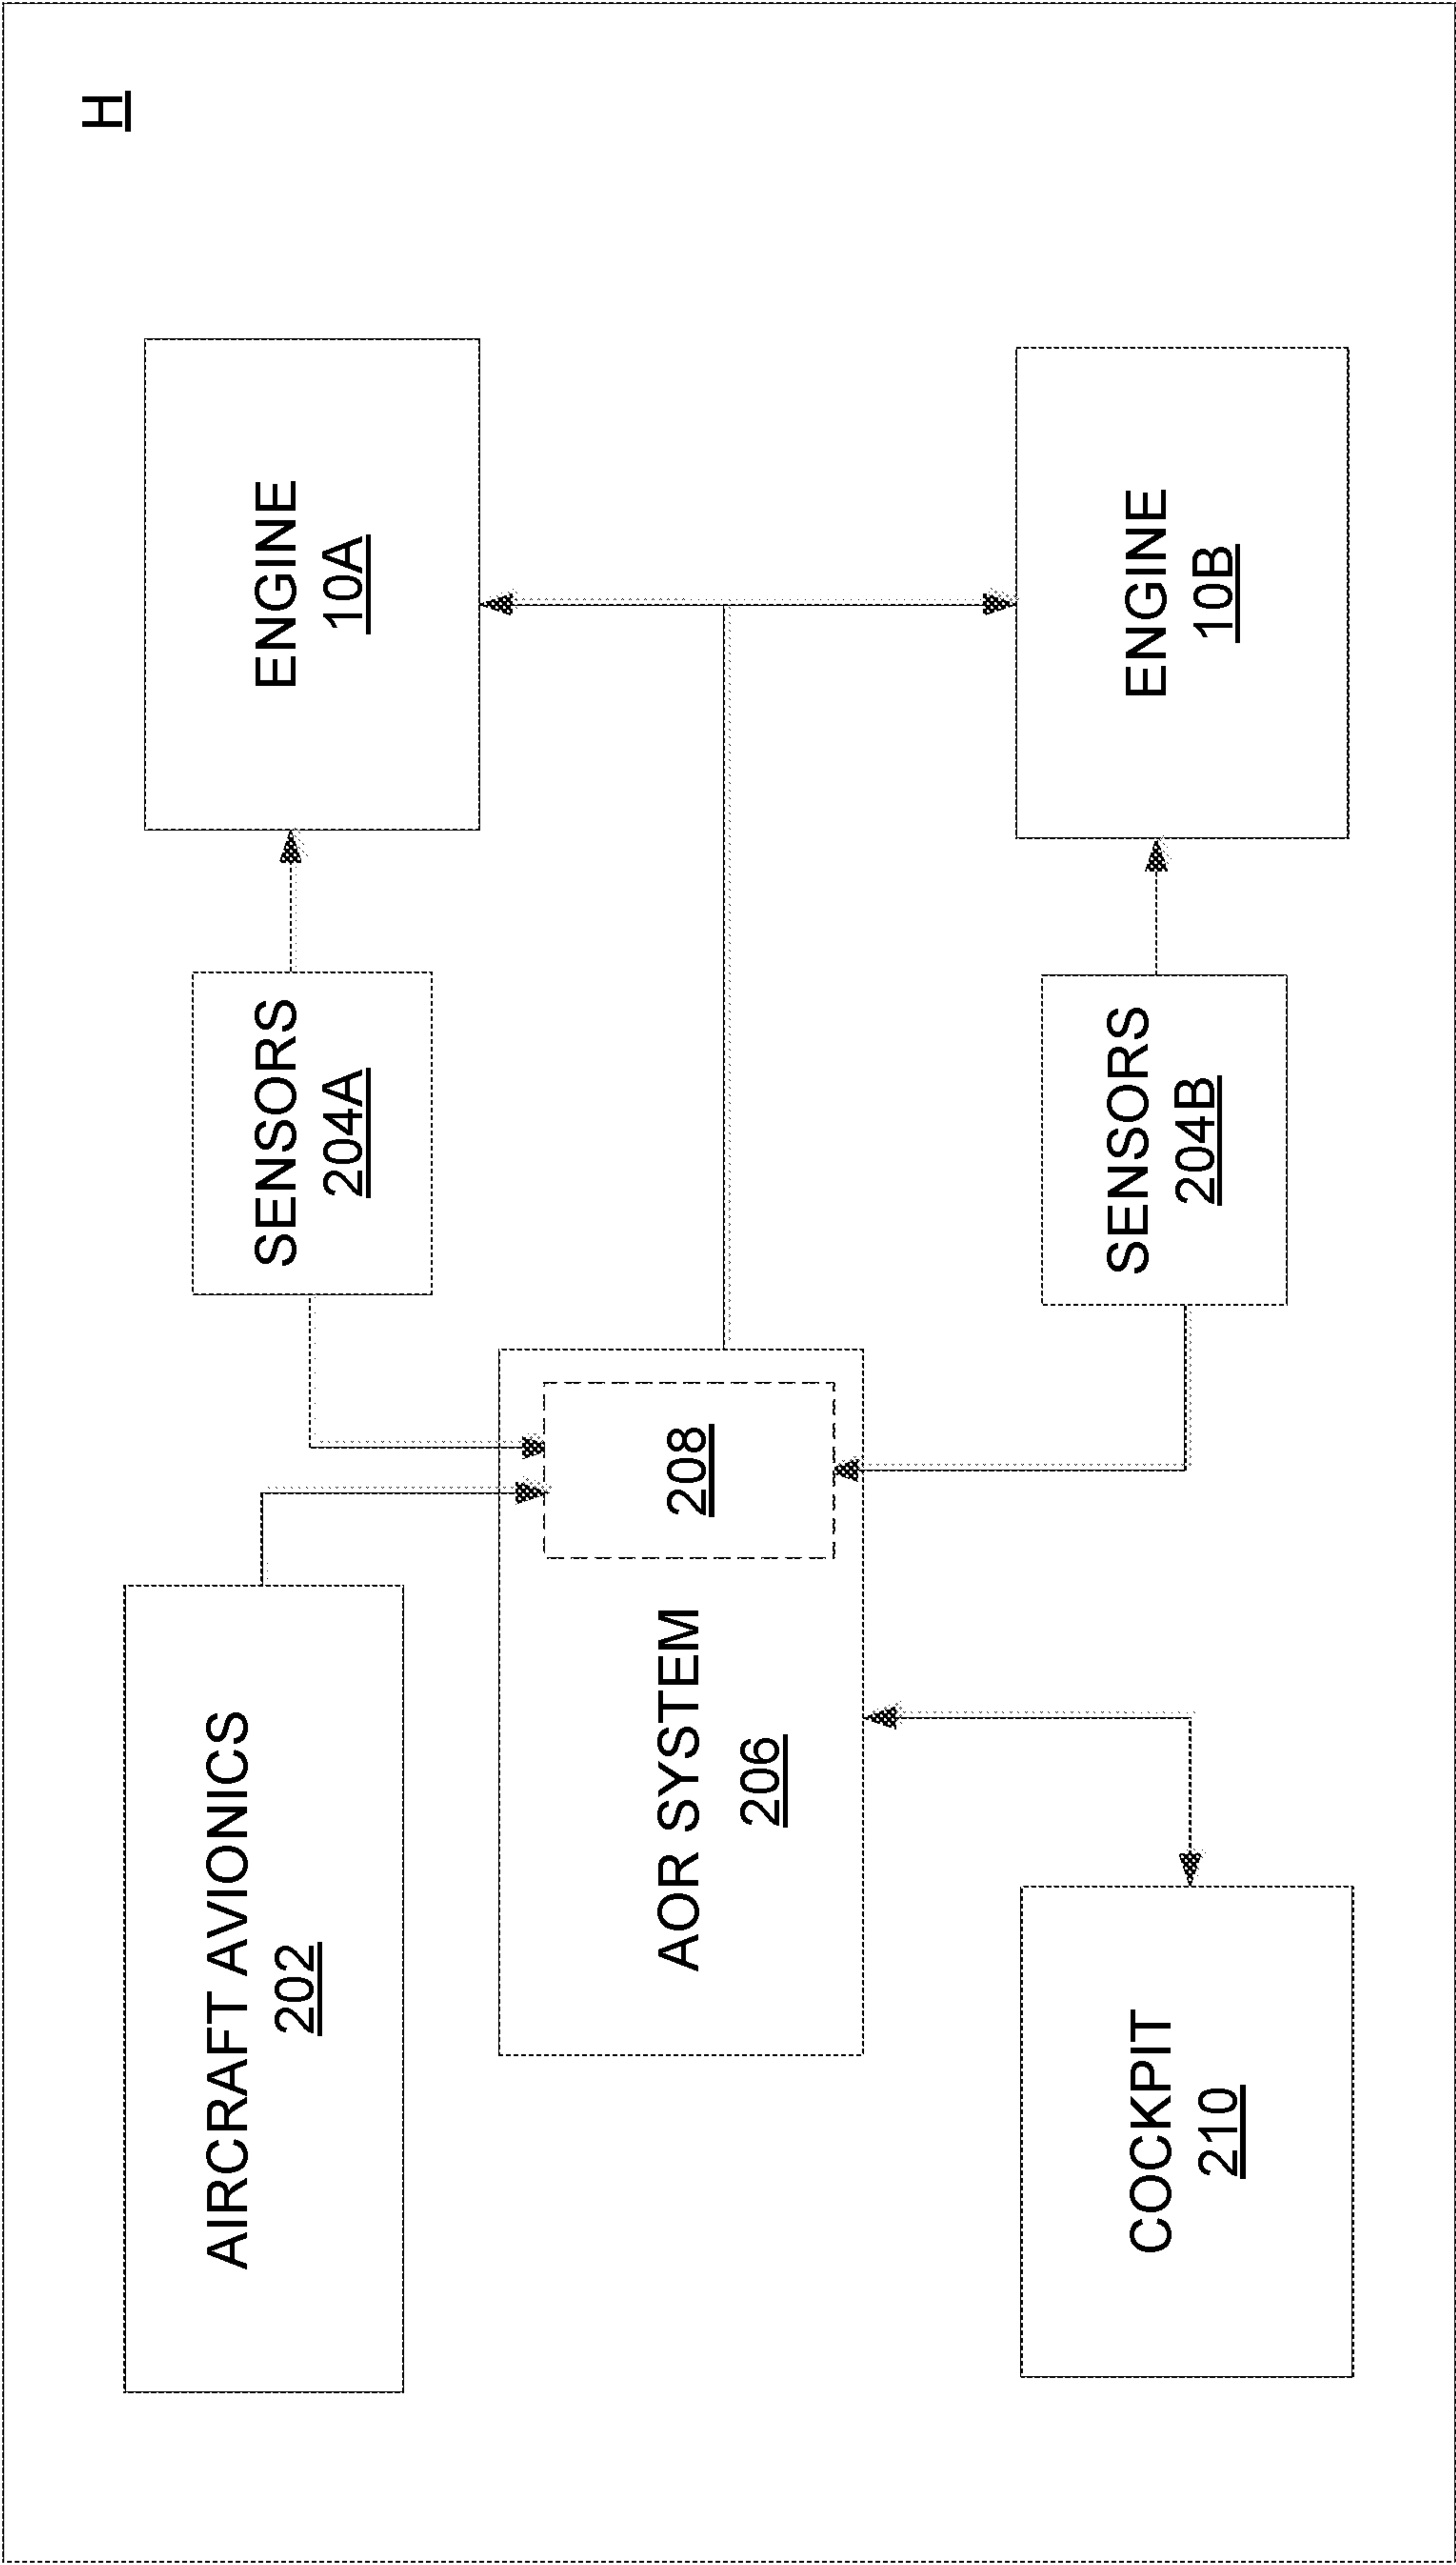 H
AIRCRAFT AVIONICS
202
SENSORS
204A
ENGINE
10A
AOR SYSTEM
206
208
COCKPIT
210
SENSORS
204B
ENGINE
10B